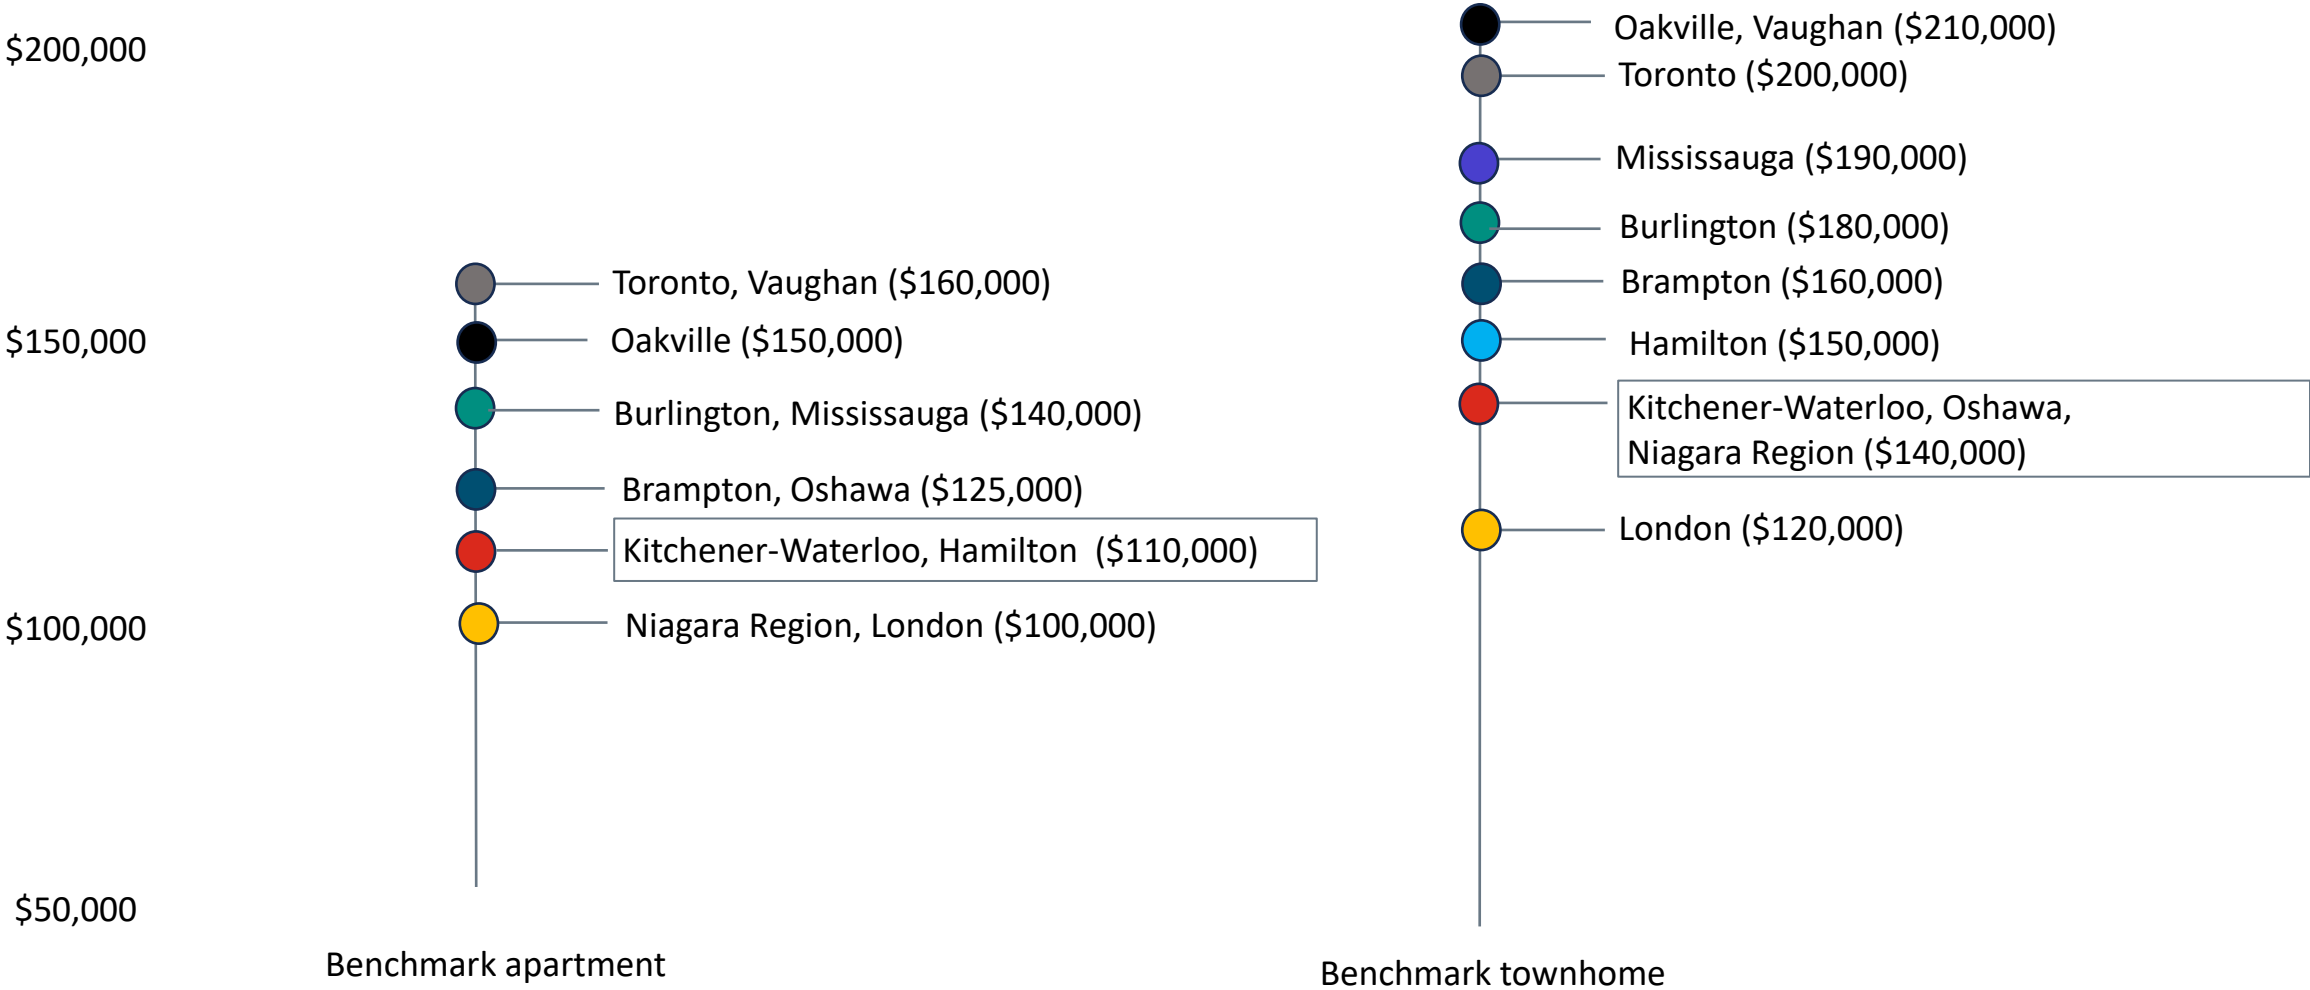 $200,000
$150,000
$100,000
$50,000
Toronto, Vaughan ($160,000)
Oakville ($150,000)
Burlington, Mississauga ($140,000)
Brampton, Oshawa ($125,000)
Kitchener-Waterloo, Hamilton ($110,000)
Niagara Region, London ($100,000)
Benchmark apartment
Oakville, Vaughan ($210,000)
Toronto ($200,000)
Mississauga ($190,000)
Burlington ($180,000)
Brampton ($160,000)
Hamilton ($150,000)
Kitchener-Waterloo, Oshawa,
Niagara Region ($140,000)
London ($120,000)
Benchmark townhome